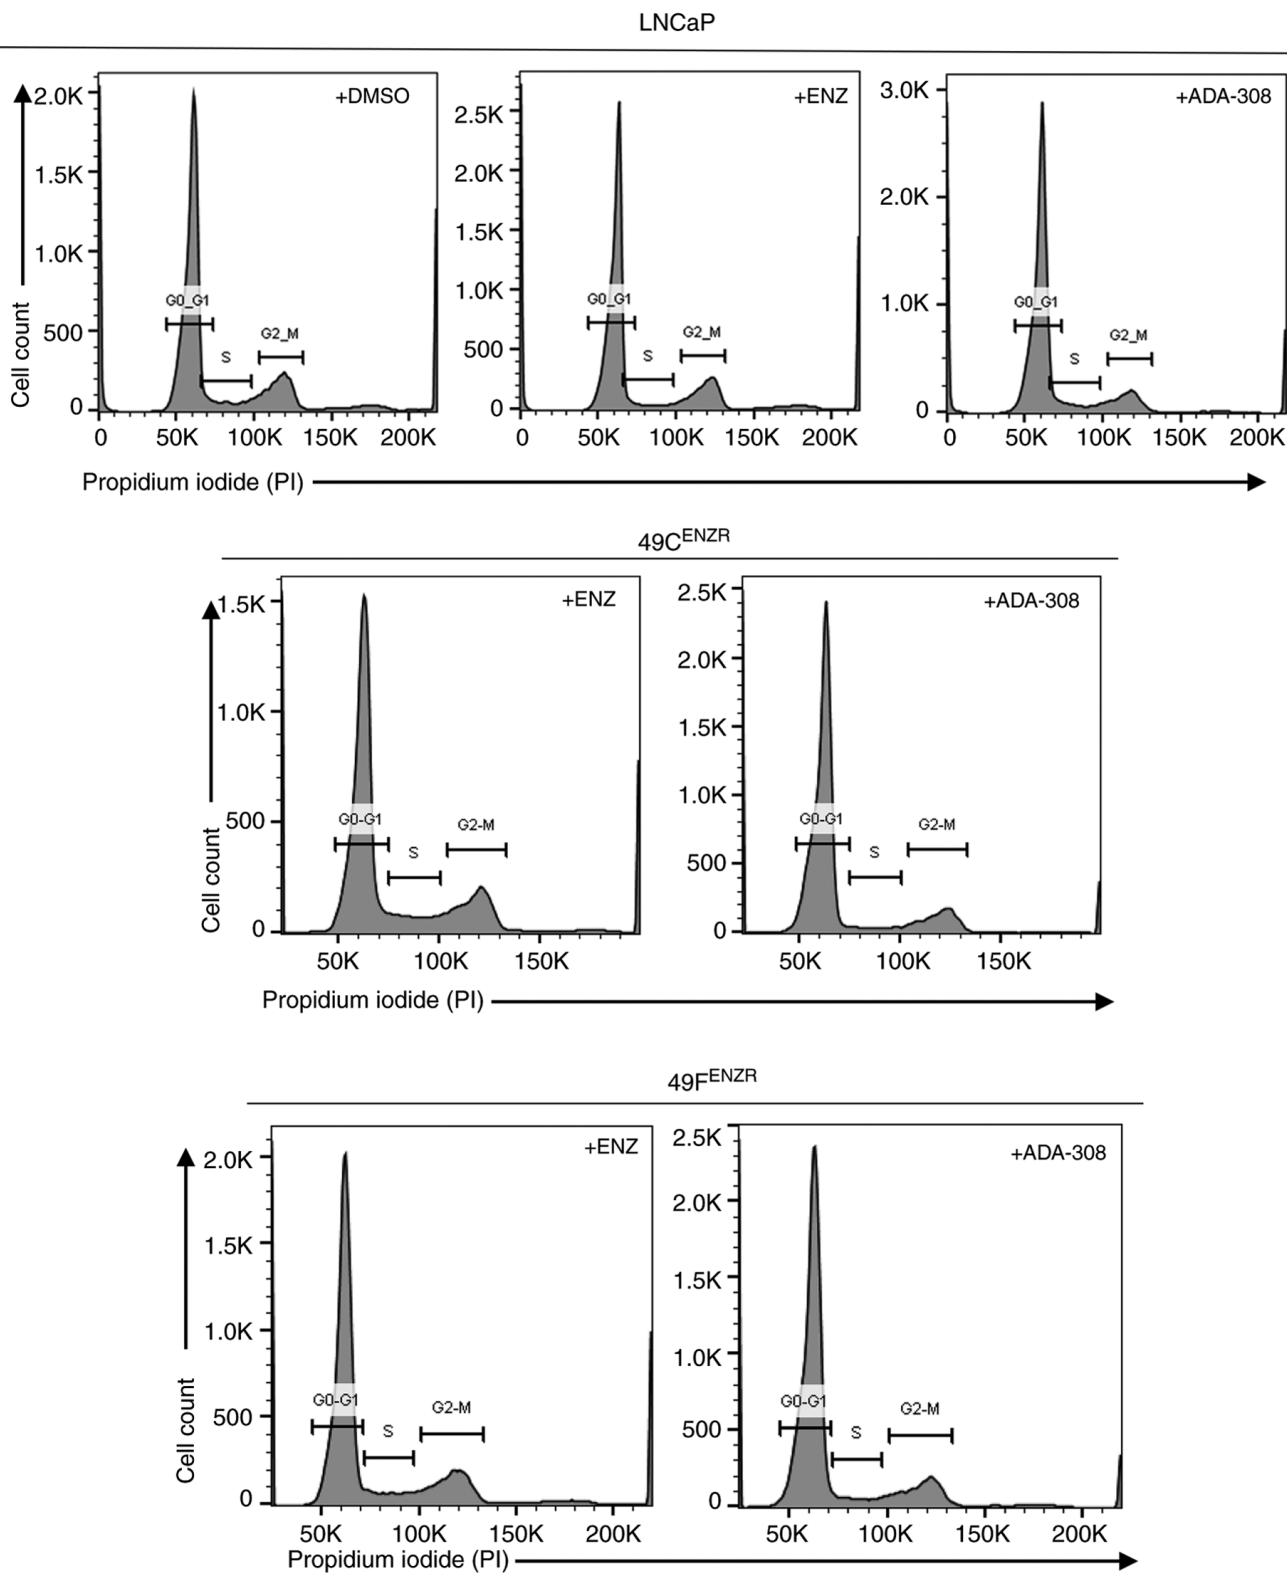 LNCaP
+DMSO
+ENZ
+ADA-308
2.0K
1.5K
1.0K
500
0
G0_G1
S
G2_M
0 50K 100K 150K 200K
2.5K
2.0K
1.5K
1.0K
500
0
G0_G1
S
G2_M
0 50K 100K 150K 200K
3.0K
2.0K
1.0K
0
G0_G1
S
G2_M
0 50K 100K 150K 200K
Cell count
Propidium iodide (PI)
49C^ENZR
+ENZ
+ADA-308
1.5K
1.0K
500
0
G0-G1
S
G2-M
50K 100K 150K
2.5K
2.0K
1.5K
1.0K
500
0
G0-G1
S
G2-M
50K 100K 150K
Cell count
Propidium iodide (PI)
49F^ENZR
+ENZ
+ADA-308
2.0K
1.5K
1.0K
500
0
G0-G1
S
G2-M
50K 100K 150K 200K
2.5K
2.0K
1.5K
1.0K
500
0
G0-G1
S
G2-M
50K 100K 150K 200K
Cell count
Propidium iodide (PI)